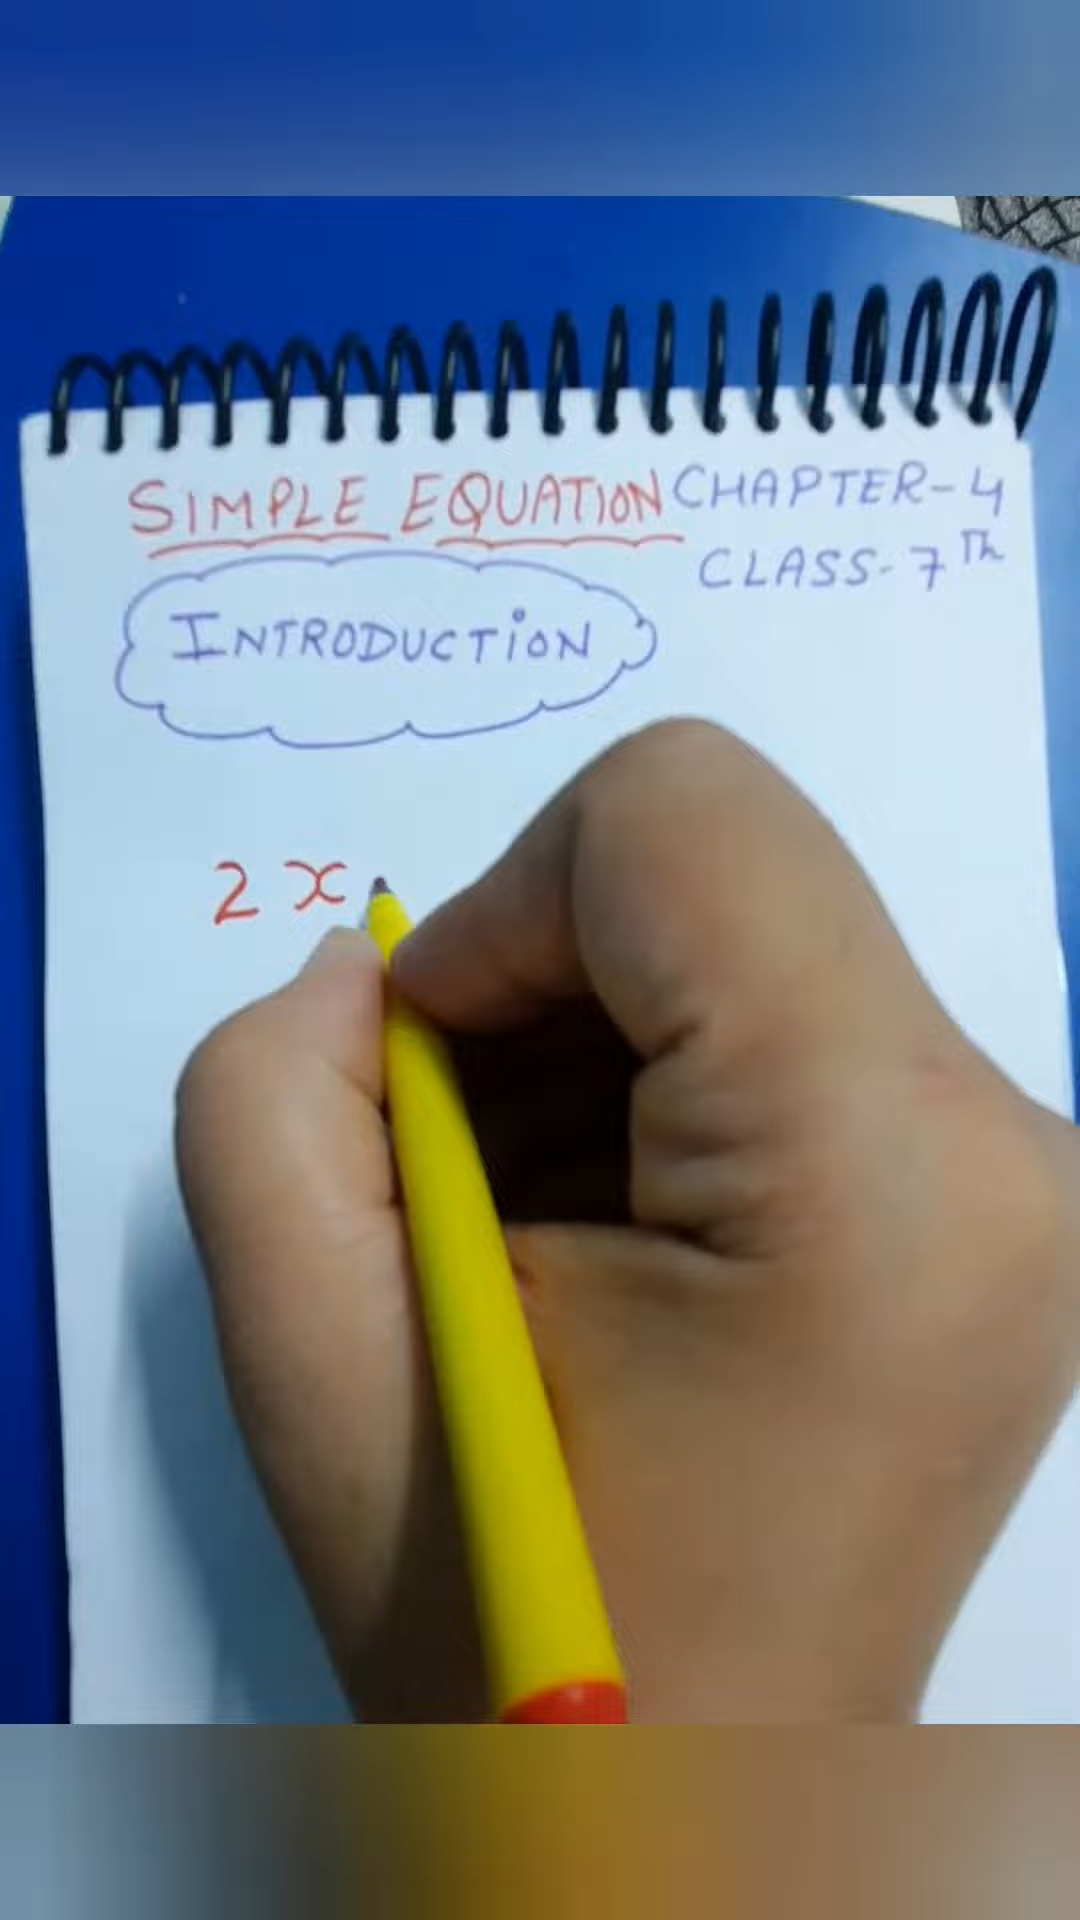 SIMPLE EQUATION CHAPTER-4
CLASS-7Th
INTRODUCTION
2x